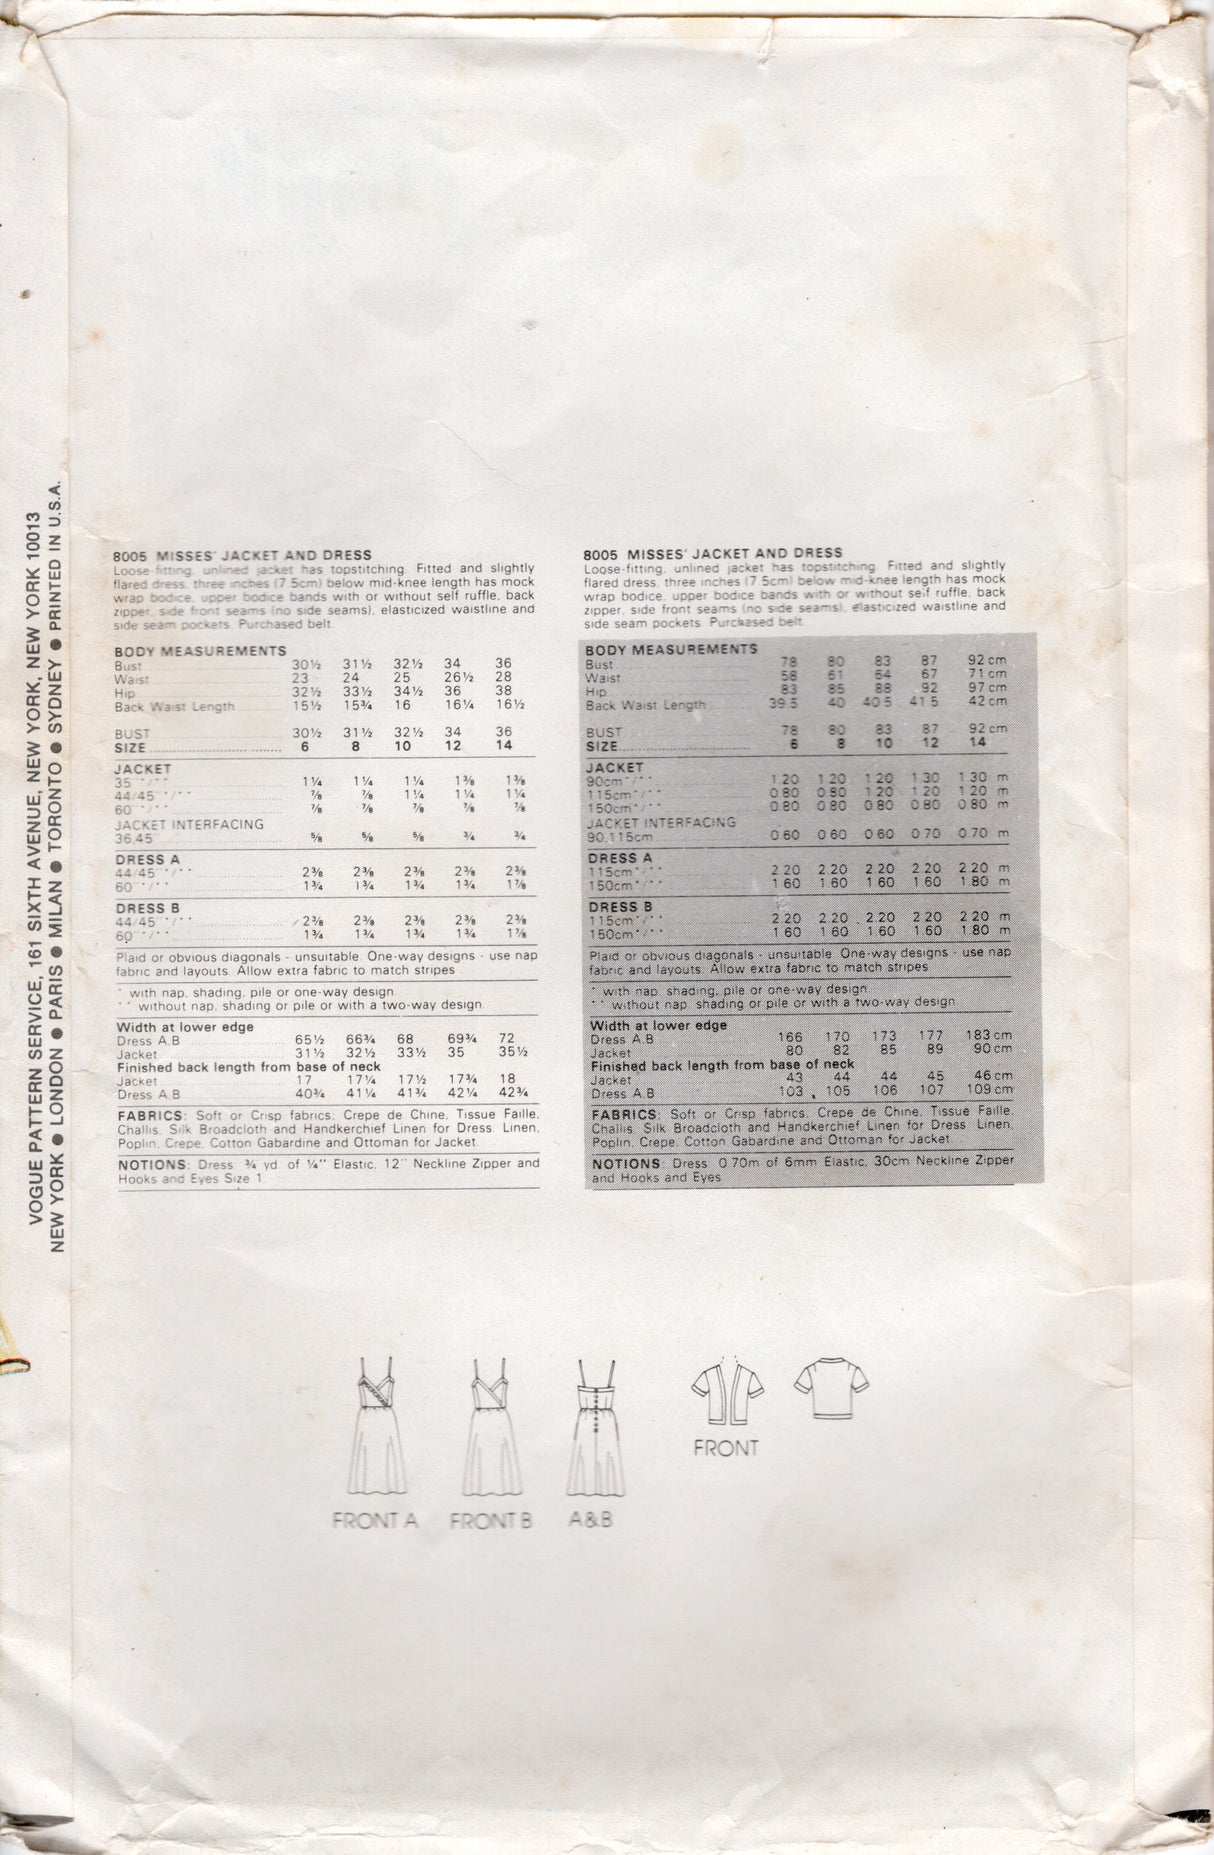 VOGUE PATTERN SERVICE, 161 SIXTH AVENUE, NEW YORK, NEW YORK 10013
NEW YORK ● LONDON ● PARIS ● MILAN ● TORONTO ● SYDNEY ● PRINTED IN U.S.A.
8005 MISSES' JACKET AND DRESS
Loose-fitting, unlined jacket has topstitching. Fitted and slightly
flared dress, three inches (7.5cm) below mid-knee length has mock
wrap bodice, upper bodice bands with or without self ruffle, back
zipper, side front seams (no side seams), elasticized waistline and
side seam pockets. Purchased belt.
BODY MEASUREMENTS
Bust 30½ 31½ 32½ 34 36
Waist 23 24 25 26½ 28
Hip 32½ 33½ 34½ 36 38
Back Waist Length 15½ 15¾ 16 16¼ 16½
BUST 30½ 31½ 32½ 34 36
SIZE 6 8 10 12 14
JACKET
35"*/** 1¼ 1¼ 1¼ 1⅜ 1⅜
44/45"*/** ⅞ ⅞ 1¼ 1¼ 1¼
60"*/** ⅞ ⅞ ⅞ ⅞ ⅞
JACKET INTERFACING
36,45" ⅝ ⅝ ⅝ ¾ ¾
DRESS A
44/45"*/** 2⅜ 2⅜ 2⅜ 2⅜ 2⅜
60"*/** 1¾ 1¾ 1¾ 1¾ 1⅞
DRESS B
44/45"*/** 2⅜ 2⅜ 2⅜ 2⅜ 2⅜
60"*/** 1¾ 1¾ 1¾ 1¾ 1⅞
Plaid or obvious diagonals - unsuitable. One-way designs - use nap
fabric and layouts. Allow extra fabric to match stripes.
* with nap, shading, pile or one-way design.
** without nap, shading or pile or with a two-way design.
Width at lower edge
Dress A,B 65½ 66¾ 68 69¾ 72
Jacket 31½ 32½ 33½ 35 35½
Finished back length from base of neck
Jacket 17 17¼ 17½ 17¾ 18
Dress A,B 40¾ 41¼ 41¾ 42¼ 42¾
FABRICS: Soft or Crisp fabrics, Crepe de Chine, Tissue Faille,
Challis, Silk Broadcloth and Handkerchief Linen for Dress. Linen,
Poplin, Crepe, Cotton Gabardine and Ottoman for Jacket.
NOTIONS: Dress: ¾ yd. of ¼" Elastic, 12" Neckline Zipper and
Hooks and Eyes Size 1.
8005 MISSES' JACKET AND DRESS
Loose-fitting, unlined jacket has topstitching. Fitted and slightly
flared dress, three inches (7.5cm) below mid-knee length has mock
wrap bodice, upper bodice bands with or without self ruffle, back
zipper, side front seams (no side seams), elasticized waistline and
side seam pockets. Purchased belt.
BODY MEASUREMENTS
Bust 78 80 83 87 92 cm
Waist 58 61 64 67 71 cm
Hip 83 85 88 92 97 cm
Back Waist Length 39.5 40 40.5 41.5 42 cm
BUST 78 80 83 87 92 cm
SIZE 6 8 10 12 14
JACKET
90cm*/** 1.20 1.20 1.20 1.30 1.30 m
115cm*/** 0.80 0.80 1.20 1.20 1.20 m
150cm*/** 0.80 0.80 0.80 0.80 0.80 m
JACKET INTERFACING
90,115cm 0.60 0.60 0.60 0.70 0.70 m
DRESS A
115cm*/** 2.20 2.20 2.20 2.20 2.20 m
150cm*/** 1.60 1.60 1.60 1.60 1.80 m
DRESS B
115cm*/** 2.20 2.20 2.20 2.20 2.20 m
150cm*/** 1.60 1.60 1.60 1.60 1.80 m
Plaid or obvious diagonals - unsuitable. One-way designs - use nap
fabric and layouts. Allow extra fabric to match stripes.
* with nap, shading, pile or one-way design.
** without nap, shading or pile or with a two-way design.
Width at lower edge
Dress A,B 166 170 173 177 183 cm
Jacket 80 82 85 89 90 cm
Finished back length from base of neck
Jacket 43 44 44 45 46 cm
Dress A,B 103 105 106 107 109 cm
FABRICS: Soft or Crisp fabrics, Crepe de Chine, Tissue Faille,
Challis, Silk Broadcloth and Handkerchief Linen for Dress. Linen,
Poplin, Crepe, Cotton Gabardine and Ottoman for Jacket.
NOTIONS: Dress: 0.70m of 6mm Elastic, 30cm Neckline Zipper
and Hooks and Eyes.
FRONT A
FRONT B
A&B
FRONT